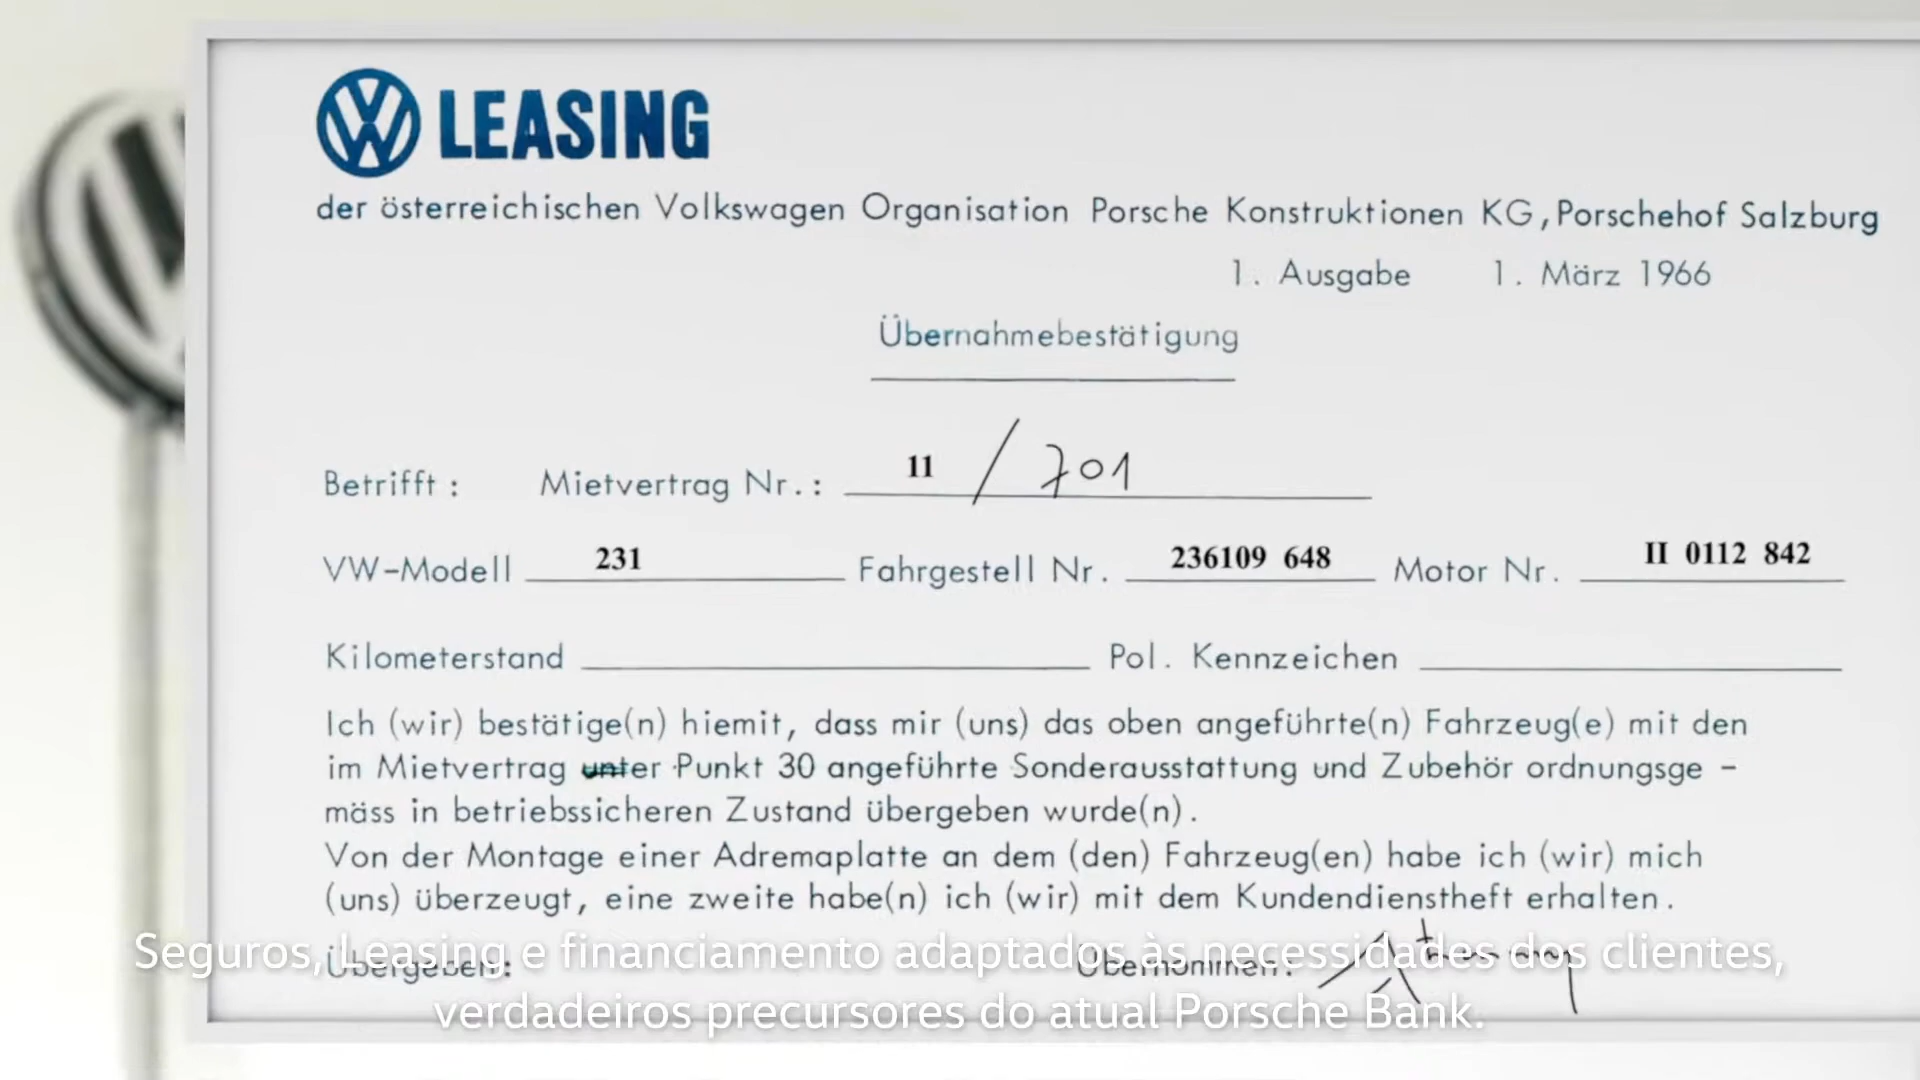 VW LEASING
der österreichischen Volkswagen Organisation Porsche Konstruktionen KG, Porschehof Salzburg
1. Ausgabe 1. März 1966
Übernahmebestätigung
Betrifft : Mietvertrag Nr. : 11 / 701
VW-Modell 231 Fahrgestell Nr. 236109 648 Motor Nr. II 0112 842
Kilometerstand Pol. Kennzeichen
Ich (wir) bestätige(n) hiemit, dass mir (uns) das oben angeführte(n) Fahrzeug(e) mit den
im Mietvertrag unter Punkt 30 angeführte Sonderausstattung und Zubehör ordnungsge -
mäss in betriebssicheren Zustand übergeben wurde(n).
Von der Montage einer Adremaplatte an dem (den) Fahrzeug(en) habe ich (wir) mich
(uns) überzeugt, eine zweite habe(n) ich (wir) mit dem Kundendienstheft erhalten.
Übergeben: Übernommen:
Seguros, Leasing e financiamento adaptados às necessidades dos clientes,
verdadeiros precursores do atual Porsche Bank.